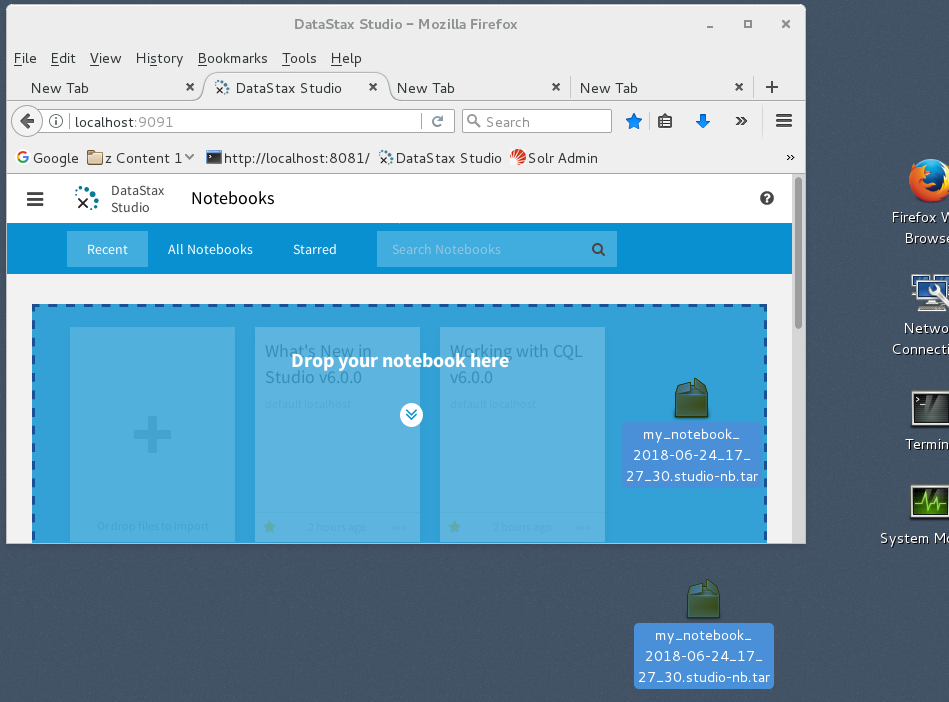 DataStax Studio - Mozilla Firefox
File Edit View History Bookmarks Tools Help
New Tab DataStax Studio New Tab New Tab
localhost:9091 Search
Google z Content 1 http://localhost:8081/ DataStax Studio Solr Admin
DataStax
Studio
Notebooks
Recent All Notebooks Starred Search Notebooks
What's New in
Studio v6.0.0
default localhost
Working with CQL
v6.0.0
default localhost
Drop your notebook here
Or drop files to import
2 hours ago
2 hours ago
my_notebook_
2018-06-24_17_
27_30.studio-nb.tar
my_notebook_
2018-06-24_17_
27_30.studio-nb.tar
Firefox W
Browse
Netwo
Connecti
Termin
System Mo